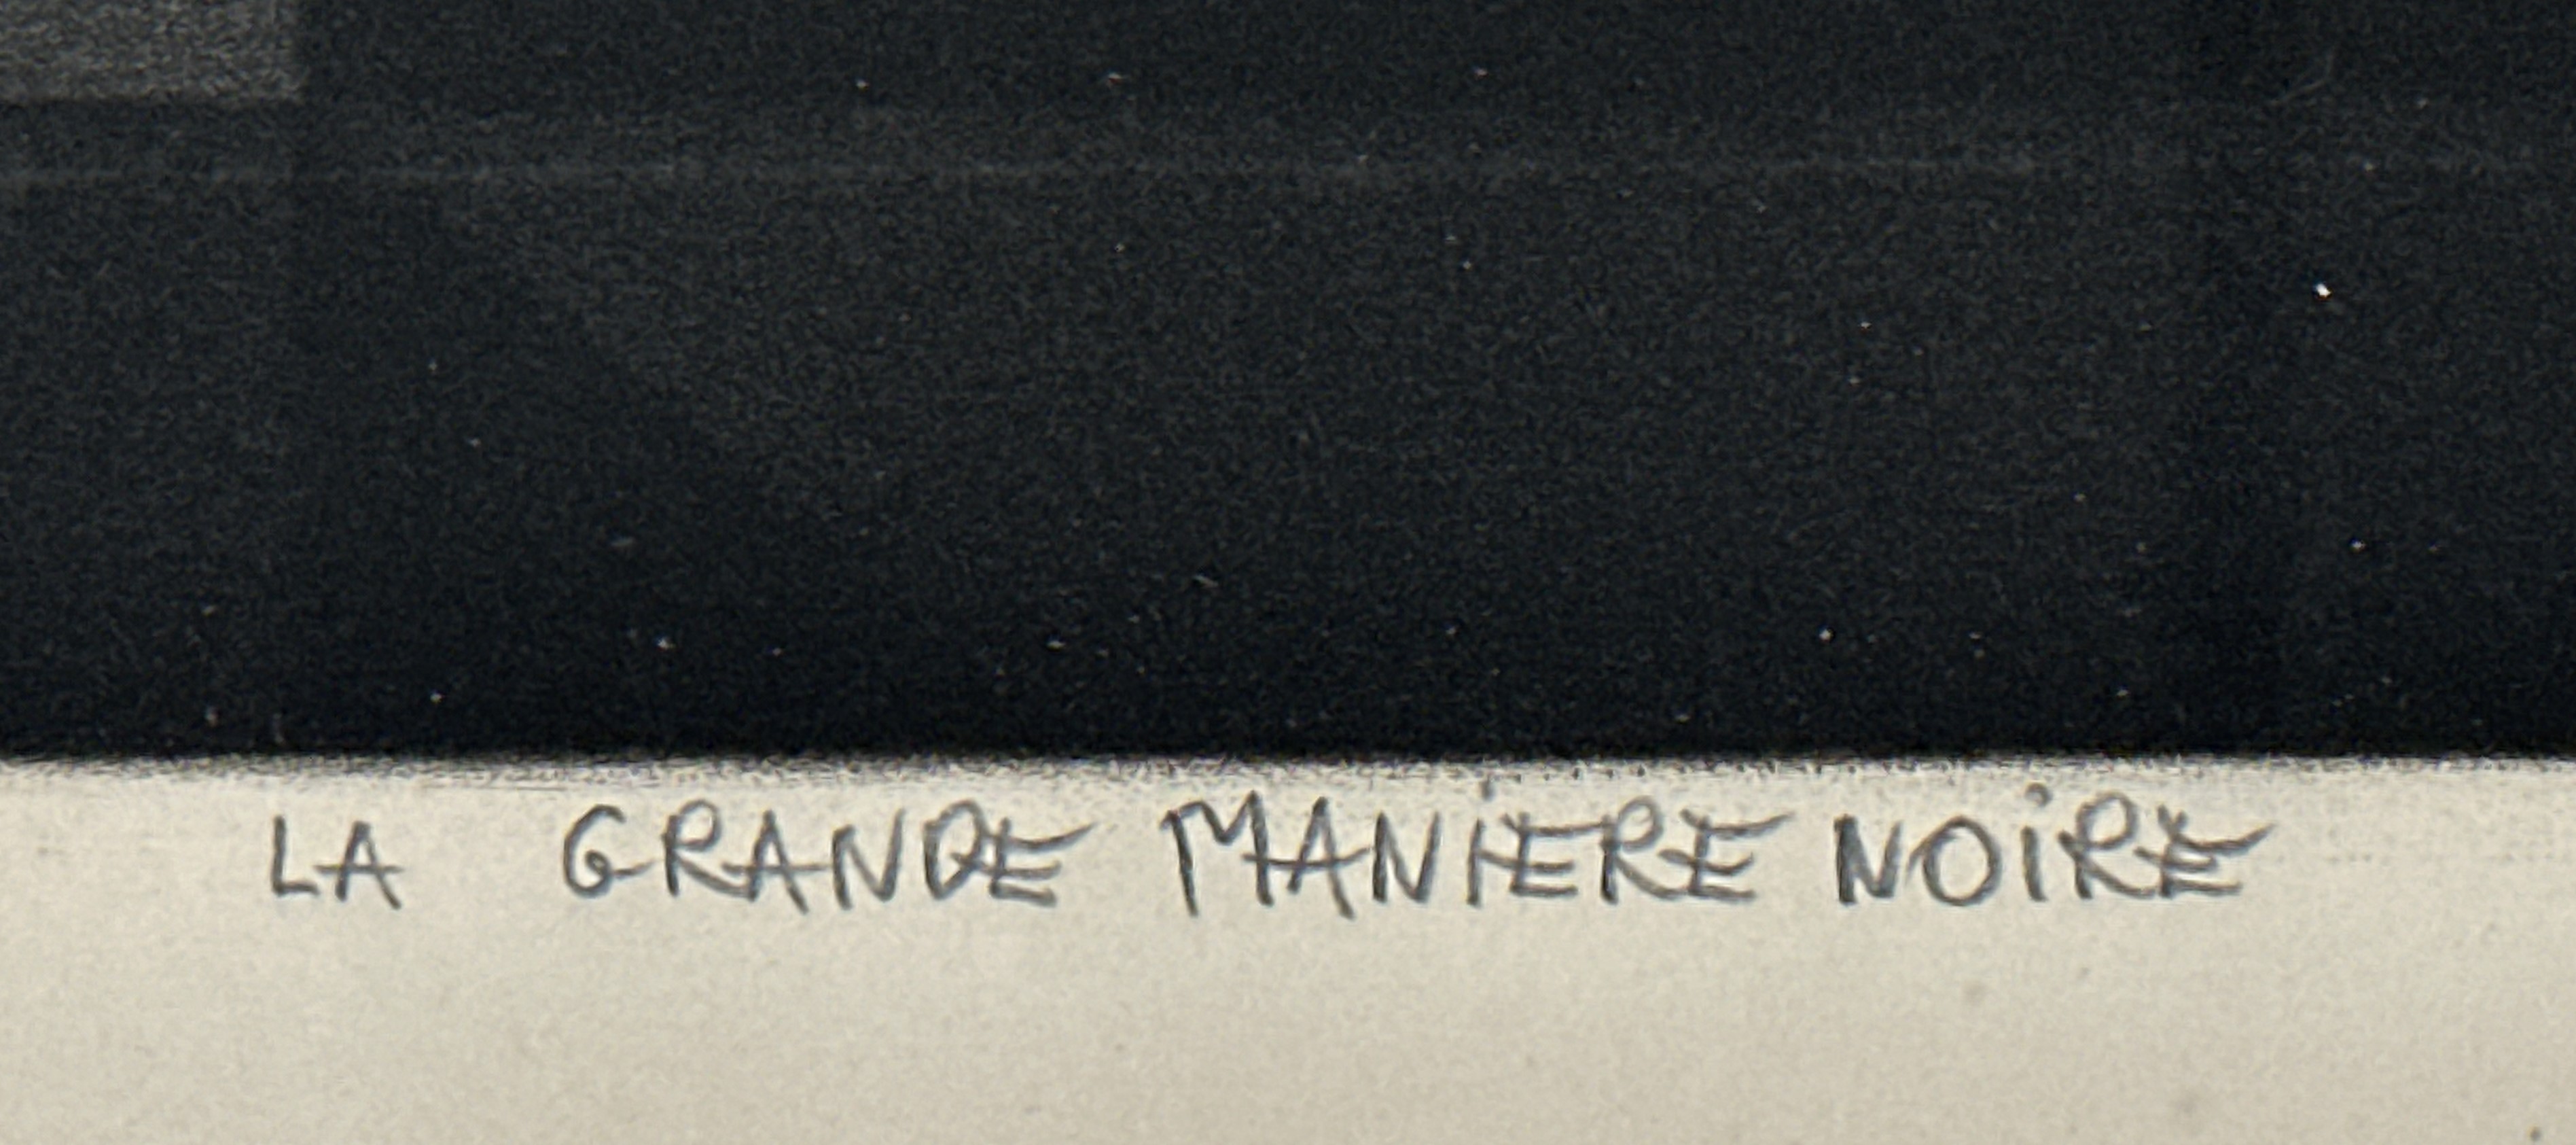 LA GRANDE MANiERE NOiRE